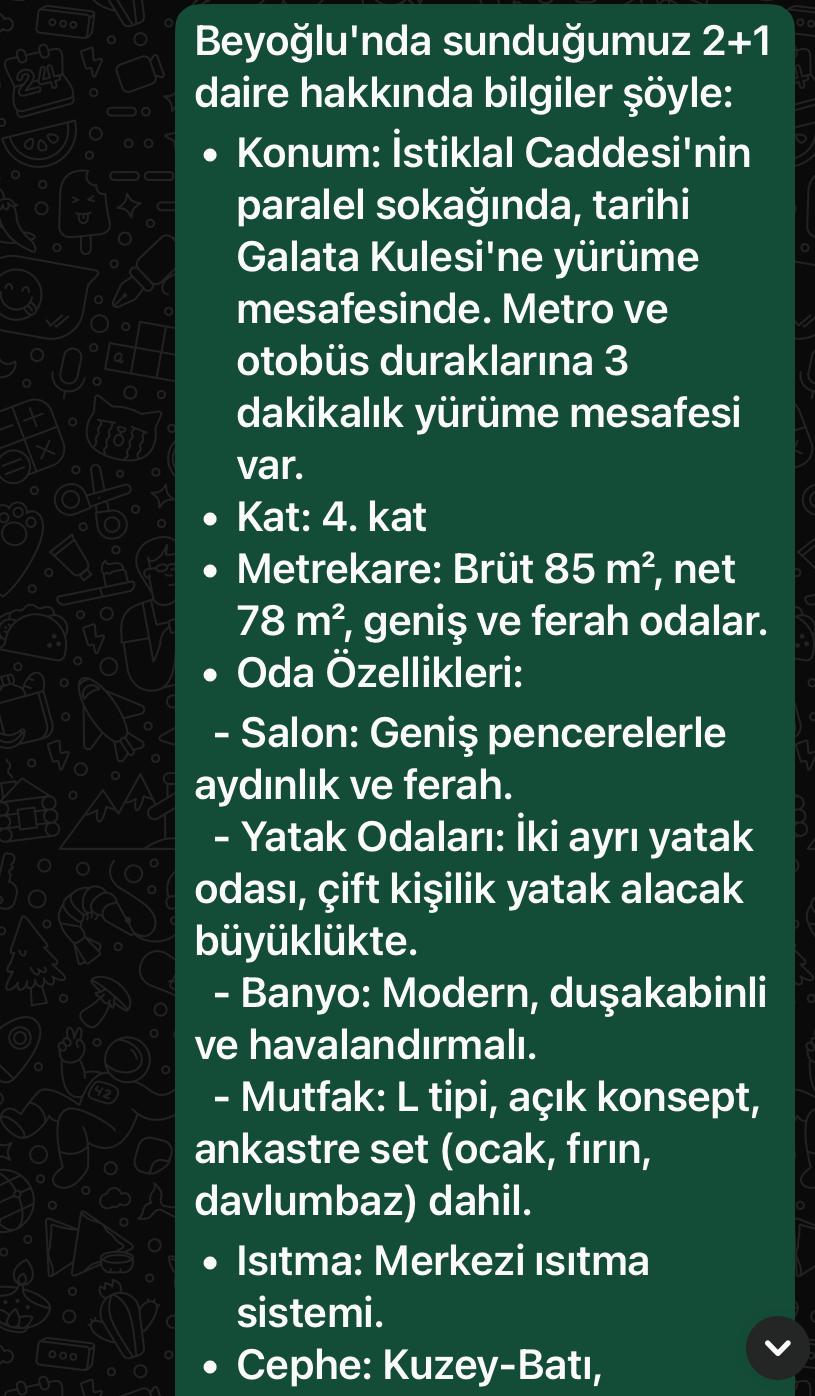 Beyoğlu'nda sunduğumuz 2+1
daire hakkında bilgiler şöyle:
• Konum: İstiklal Caddesi'nin
paralel sokağında, tarihi
Galata Kulesi'ne yürüme
mesafesinde. Metro ve
otobüs duraklarına 3
dakikalık yürüme mesafesi
var.
• Kat: 4. kat
• Metrekare: Brüt 85 m², net
78 m², geniş ve ferah odalar.
• Oda Özellikleri:
- Salon: Geniş pencerelerle
aydınlık ve ferah.
- Yatak Odaları: İki ayrı yatak
odası, çift kişilik yatak alacak
büyüklükte.
- Banyo: Modern, duşakabinli
ve havalandırmalı.
- Mutfak: L tipi, açık konsept,
ankastre set (ocak, fırın,
davlumbaz) dahil.
• Isıtma: Merkezi ısıtma
sistemi.
• Cephe: Kuzey-Batı,